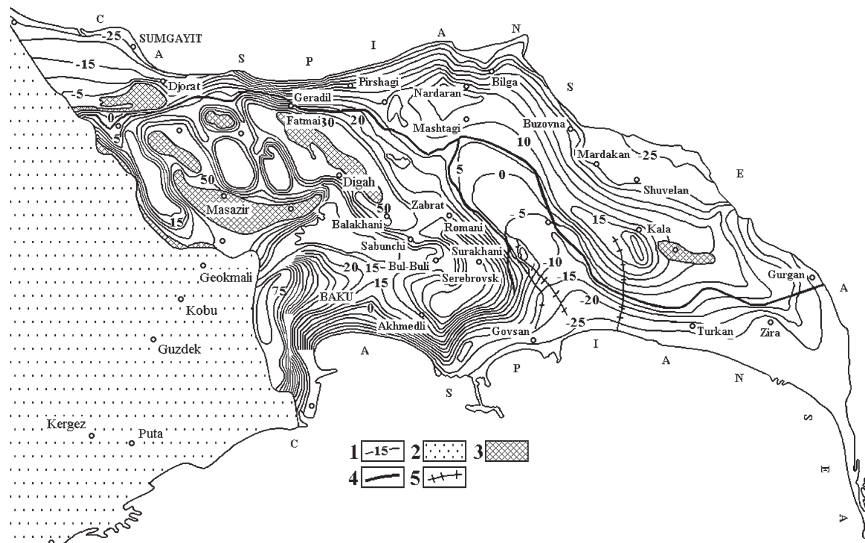 C A S P I A N S E A
-25
SUMGAYIT
-15
Djorat
-5
0
5
Pirshagi
Bilga
Geradil
Nardaran
Fatmai
30
20
Mashtagi
Buzovna
10
-25
Mardakan
5
0
Shuvelan
50
Digah
Masazir
50
Zabrat
-5
15
Kala
15
Balakhani
Romani
Sabunchi
Surakhani
-10
Gurgan
Geokmali
20
15
Bul-Buli
-15
75
BAKU
15
Serebrovsk
-20
Kobu
0
-25
Akhmedli
Govsan
Turkan
Zira
Guzdek
C A S P I A N S E A
Kergez
Puta
1 -15 2 3
4 5